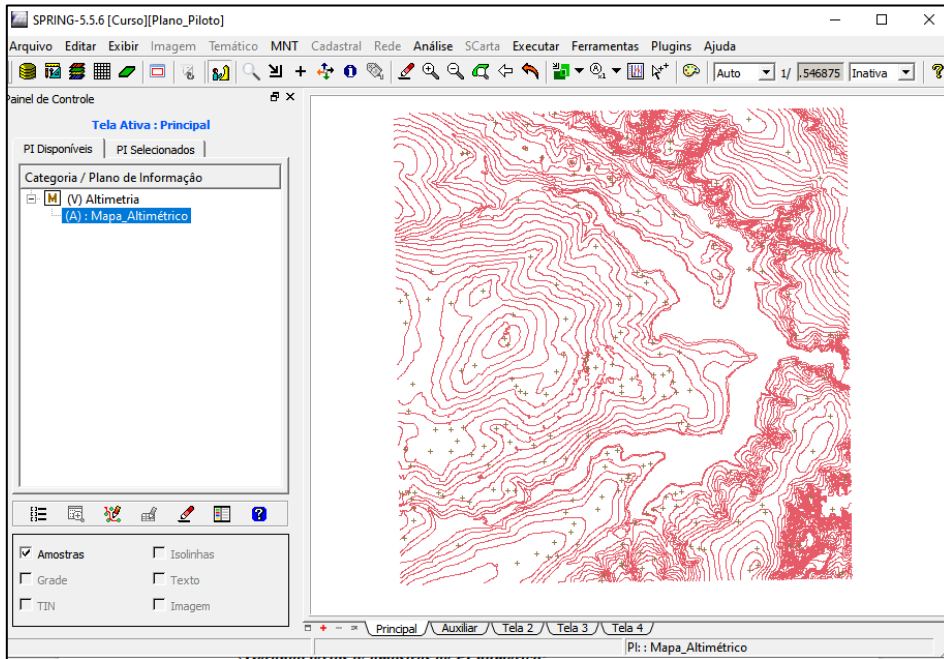 SPRING-5.5.6 [Curso][Plano_Piloto]
Arquivo Editar Exibir Imagem Temático MNT Cadastral Rede Análise SCarta Executar Ferramentas Plugins Ajuda
Auto 1/ .546875 Inativa
Painel de Controle
Tela Ativa : Principal
PI Disponíveis PI Selecionados
Categoria / Plano de Informação
M (V) Altimetria
(A) : Mapa_Altimétrico
Amostras Isolinhas
Grade Texto
TIN Imagem
Principal Auxiliar Tela 2 Tela 3 Tela 4
PI: : Mapa_Altimétrico